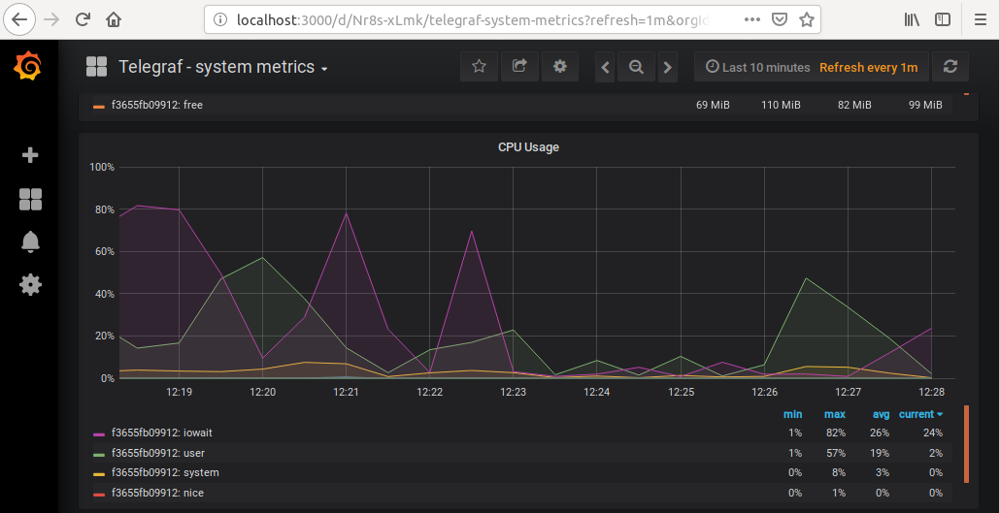 localhost:3000/d/Nr8s-xLmk/telegraf-system-metrics?refresh=1m&orgId
Telegraf - system metrics
Last 10 minutes Refresh every 1m
f3655fb09912: free 69 MiB 110 MiB 82 MiB 99 MiB
CPU Usage
100%
80%
60%
40%
20%
0%
12:19 12:20 12:21 12:22 12:23 12:24 12:25 12:26 12:27 12:28
min max avg current
f3655fb09912: iowait 1% 82% 26% 24%
f3655fb09912: user 1% 57% 19% 2%
f3655fb09912: system 0% 8% 3% 0%
f3655fb09912: nice 0% 1% 0% 0%